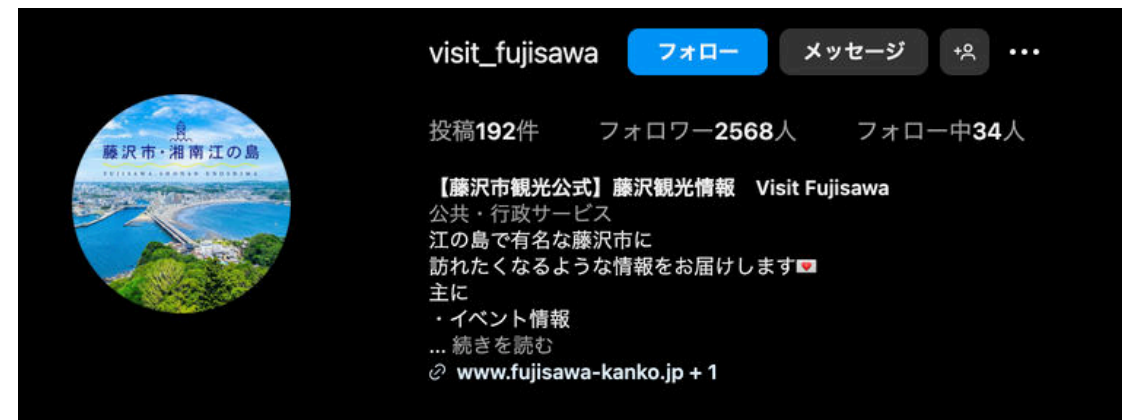 visit_fujisawa フォロー メッセージ
投稿192件 フォロワー2568人 フォロー中34人
藤沢市・湘南江の島
FUJISAWA SHONAN ENOSHIMA
【藤沢市観光公式】藤沢観光情報　Visit Fujisawa
公共・行政サービス
江の島で有名な藤沢市に
訪れたくなるような情報をお届けします💌
主に
・イベント情報
... 続きを読む
www.fujisawa-kanko.jp + 1